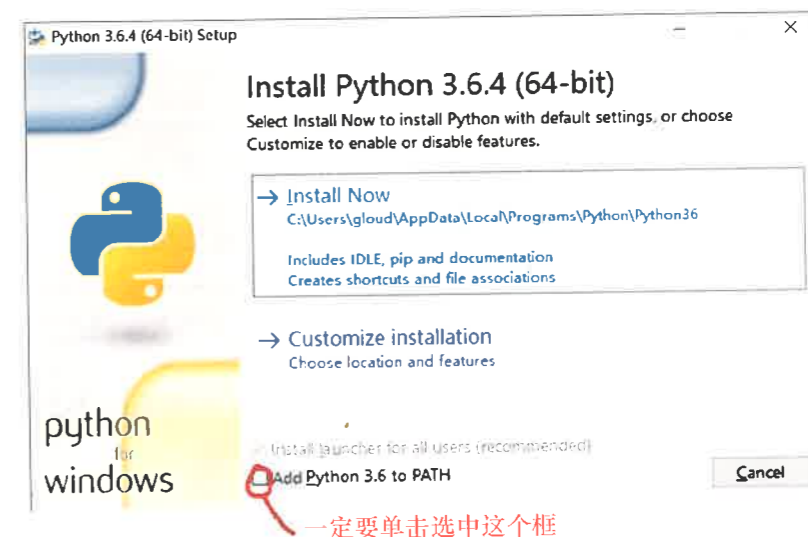 Python 3.6.4 (64-bit) Setup
Install Python 3.6.4 (64-bit)
Select Install Now to install Python with default settings, or choose
Customize to enable or disable features.
→ Install Now
C:\Users\gloud\AppData\Local\Programs\Python\Python36
Includes IDLE, pip and documentation
Creates shortcuts and file associations
→ Customize installation
Choose location and features
Install launcher for all users (recommended)
Add Python 3.6 to PATH
Cancel
python
for
windows
一定要单击选中这个框